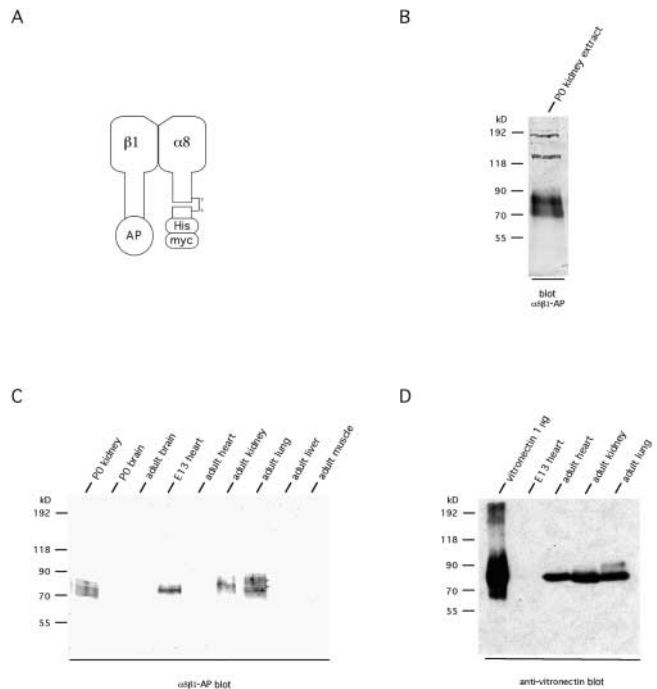 A
β1
α8
AP
His
myc
s
s
B
PO kidney extract
kD
192
118
90
70
55
blot
α8β1-AP
C
PO kidney
PO brain
adult brain
E13 heart
adult heart
adult kidney
adult lung
adult liver
adult muscle
kD
192
118
90
70
55
α8β1-AP blot
D
vitronectin 1 µg
E13 heart
adult heart
adult kidney
adult lung
kD
192
118
90
70
55
anti-vitronectin blot